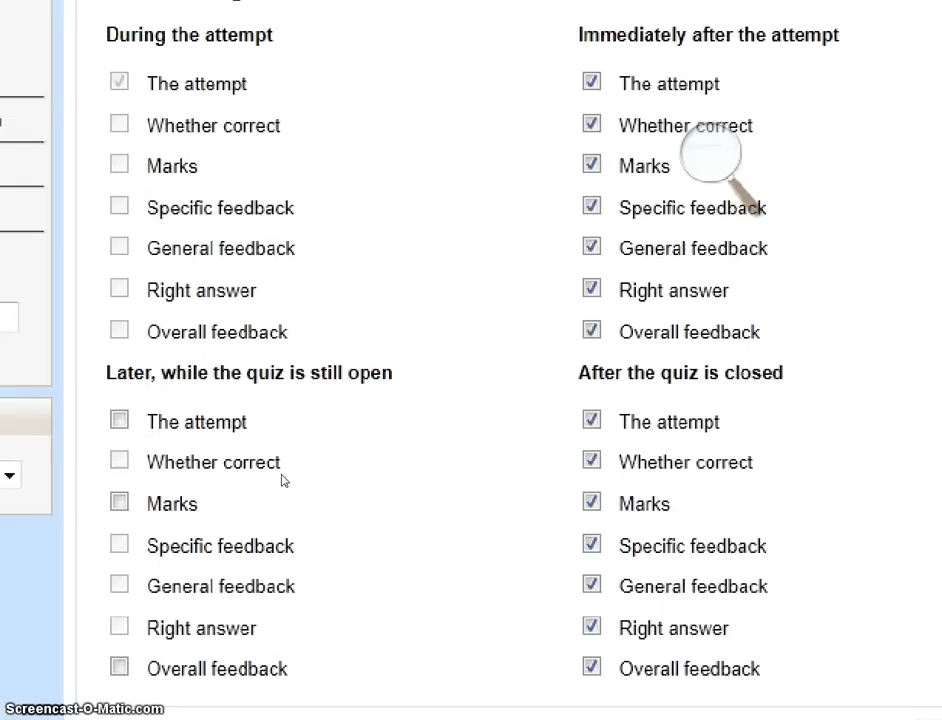 During the attempt
The attempt
Whether correct
Marks
Specific feedback
General feedback
Right answer
Overall feedback
Immediately after the attempt
The attempt
Whether correct
Marks
Specific feedback
General feedback
Right answer
Overall feedback
Later, while the quiz is still open
The attempt
Whether correct
Marks
Specific feedback
General feedback
Right answer
Overall feedback
After the quiz is closed
The attempt
Whether correct
Marks
Specific feedback
General feedback
Right answer
Overall feedback
Screencast-O-Matic.com